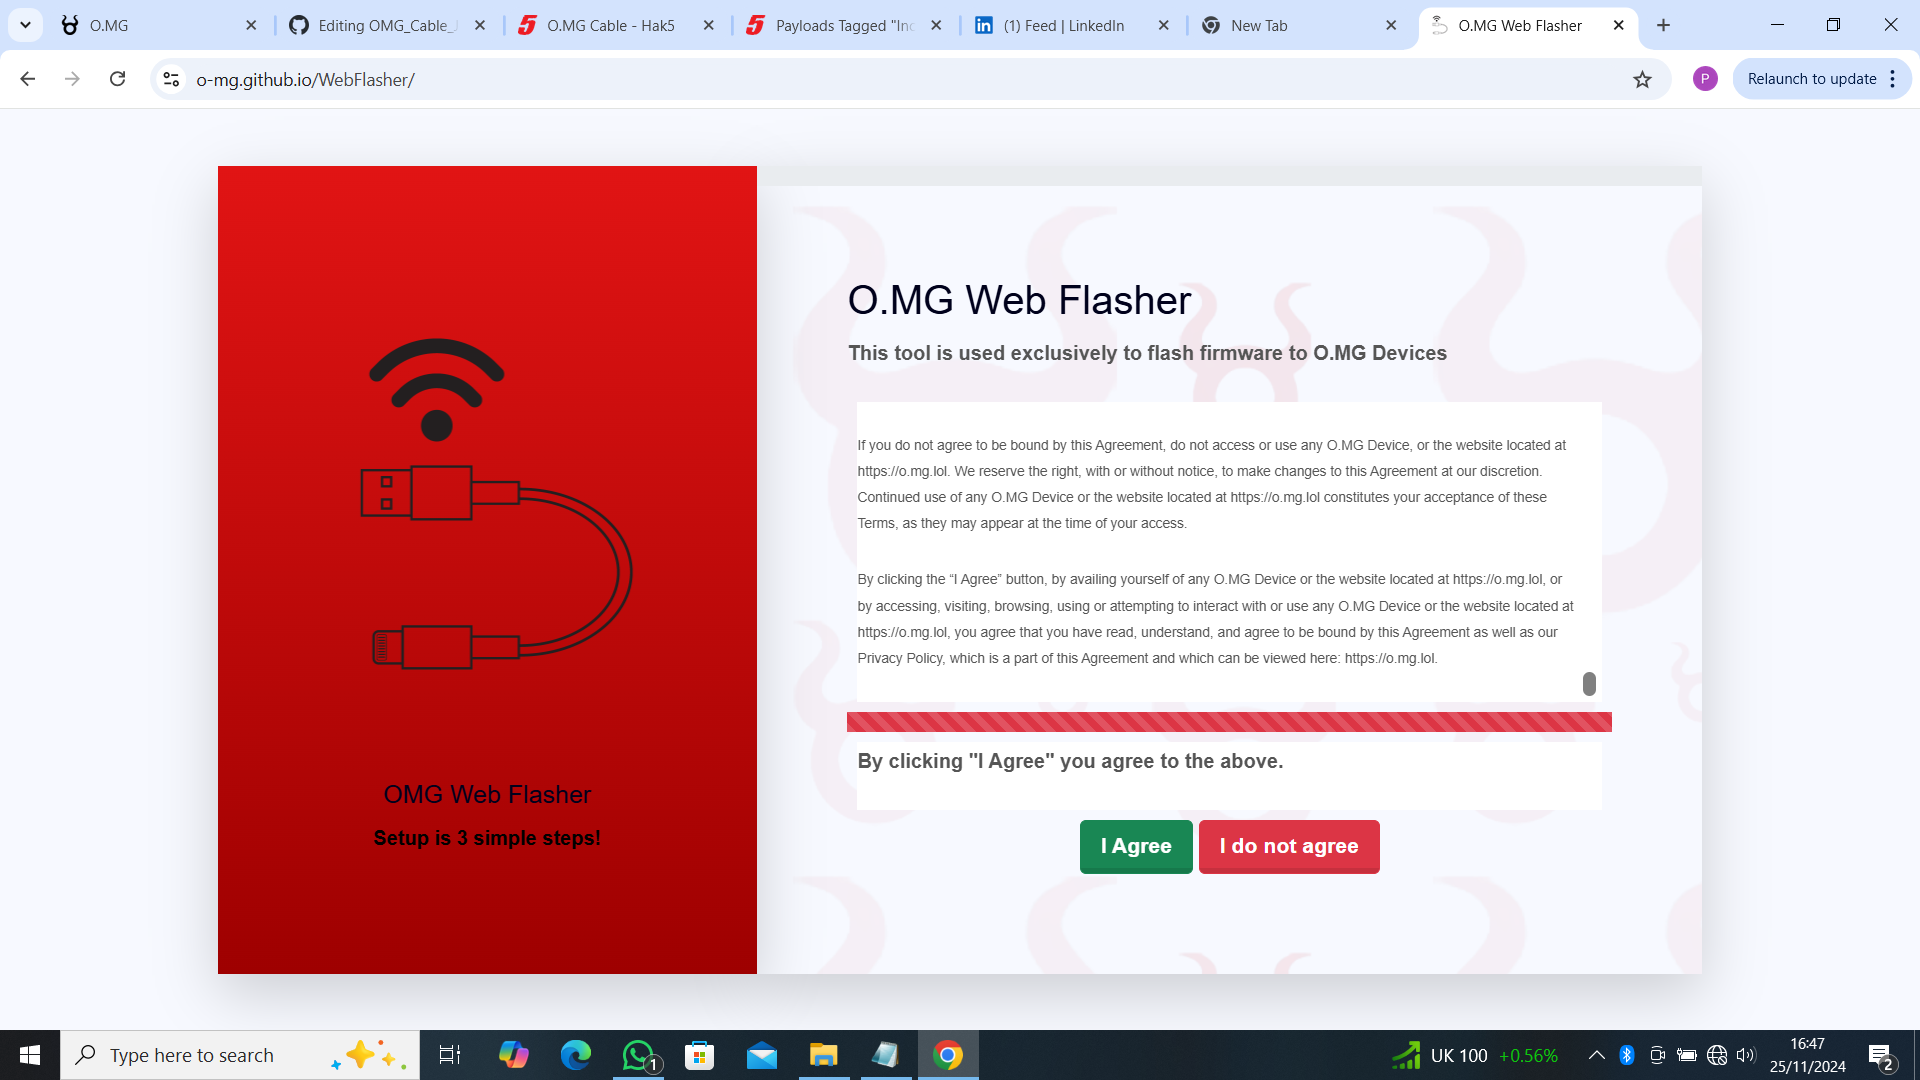 O.MG
Editing OMG_Cable_
O.MG Cable - Hak5
Payloads Tagged "Inc
(1) Feed | LinkedIn
New Tab
O.MG Web Flasher
o-mg.github.io/WebFlasher/
P
Relaunch to update
O.MG Web Flasher
This tool is used exclusively to flash firmware to O.MG Devices
If you do not agree to be bound by this Agreement, do not access or use any O.MG Device, or the website located at
https://o.mg.lol. We reserve the right, with or without notice, to make changes to this Agreement at our discretion.
Continued use of any O.MG Device or the website located at https://o.mg.lol constitutes your acceptance of these
Terms, as they may appear at the time of your access.
By clicking the “I Agree” button, by availing yourself of any O.MG Device or the website located at https://o.mg.lol, or
by accessing, visiting, browsing, using or attempting to interact with or use any O.MG Device or the website located at
https://o.mg.lol, you agree that you have read, understand, and agree to be bound by this Agreement as well as our
Privacy Policy, which is a part of this Agreement and which can be viewed here: https://o.mg.lol.
By clicking "I Agree" you agree to the above.
I Agree
I do not agree
OMG Web Flasher
Setup is 3 simple steps!
Type here to search
1
UK 100 +0.56%
16:47
25/11/2024
2